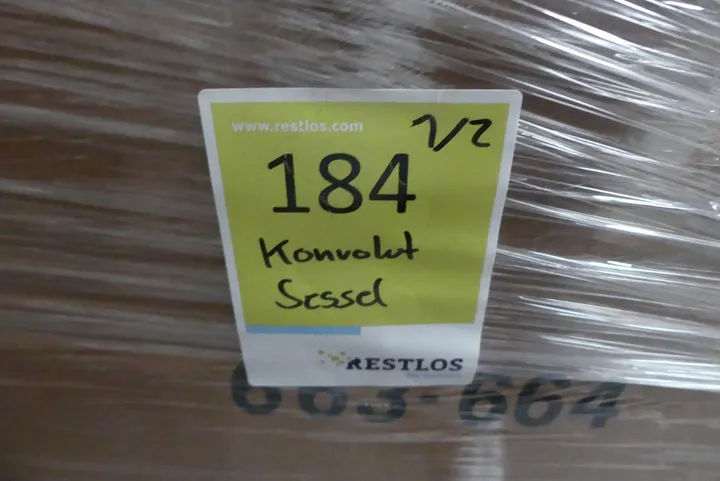 www.restlos.com
1/2
184
Konvolut
Sessel
RESTLOS
663-664